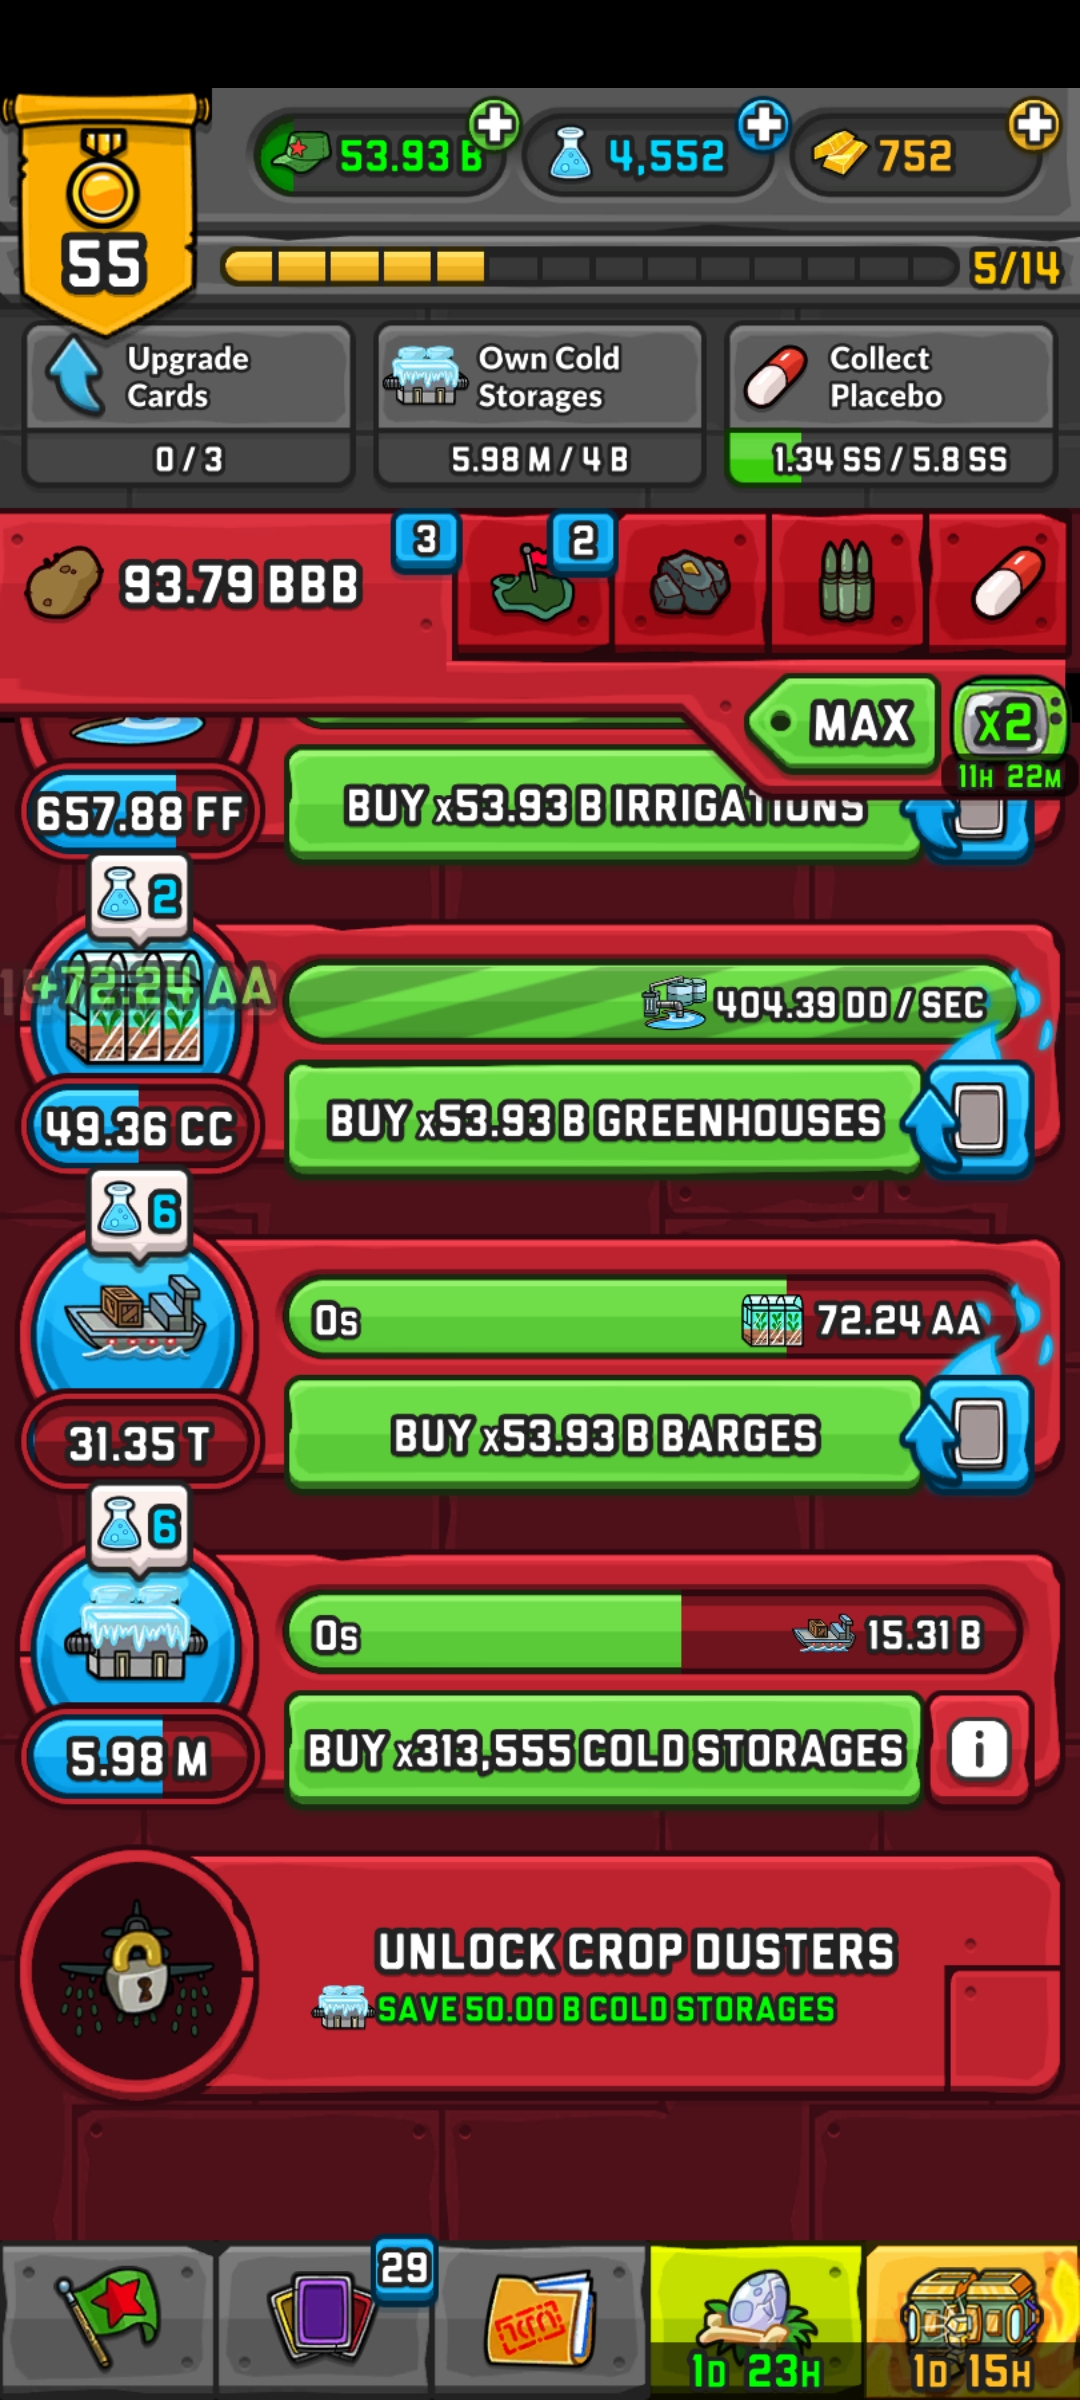 53.93 B
4,552
752
55
5/14
Upgrade
Cards
0 / 3
Own Cold
Storages
5.98 M / 4 B
Collect
Placebo
1.34 SS / 5.8 SS
93.79 BBB
3
2
MAX
x2
11H 22M
657.88 FF
BUY x53.93 B IRRIGATIONS
2
+72.24 AA
404.39 DD / SEC
49.36 CC
BUY x53.93 B GREENHOUSES
6
0s
72.24 AA
31.35 T
BUY x53.93 B BARGES
6
0s
15.31 B
5.98 M
BUY x313,555 COLD STORAGES
i
UNLOCK CROP DUSTERS
SAVE 50.00 B COLD STORAGES
29
1D 23H
1D 15H